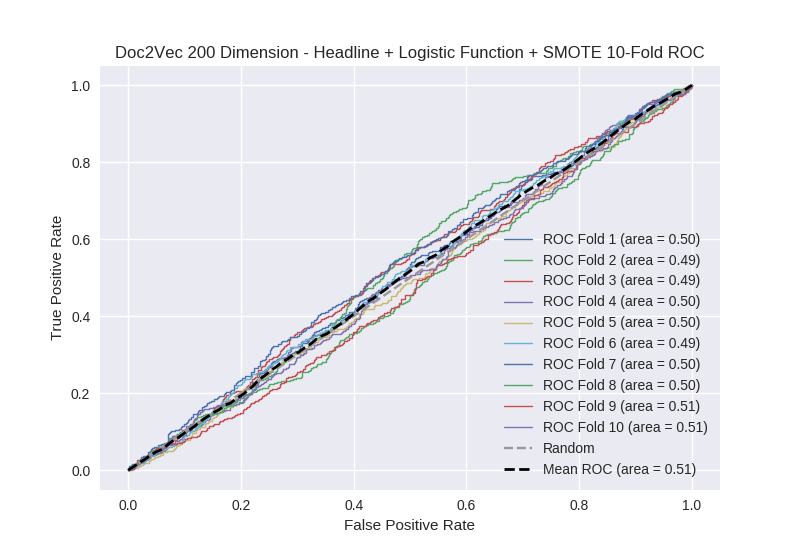 Doc2Vec 200 Dimension - Headline + Logistic Function + SMOTE 10-Fold ROC
1.0
0.8
0.6
0.4
0.2
0.0
True Positive Rate
ROC Fold 1 (area = 0.50)
ROC Fold 2 (area = 0.49)
ROC Fold 3 (area = 0.49)
ROC Fold 4 (area = 0.50)
ROC Fold 5 (area = 0.50)
ROC Fold 6 (area = 0.49)
ROC Fold 7 (area = 0.50)
ROC Fold 8 (area = 0.50)
ROC Fold 9 (area = 0.51)
ROC Fold 10 (area = 0.51)
Random
Mean ROC (area = 0.51)
0.0 0.2 0.4 0.6 0.8 1.0
False Positive Rate